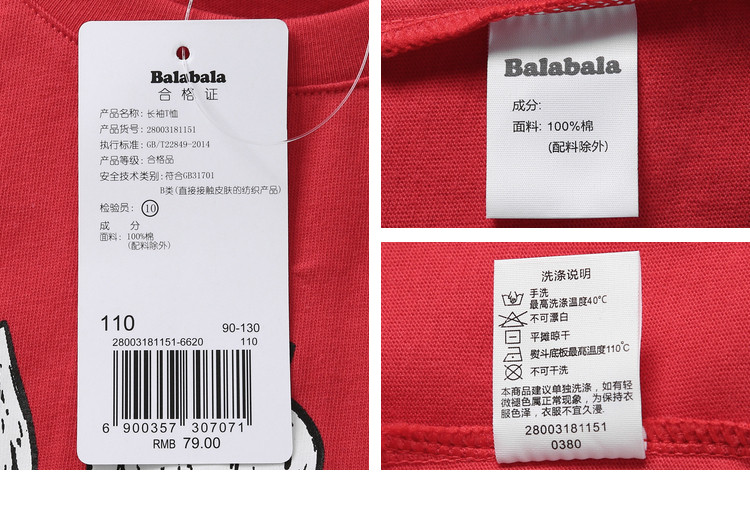 Balabala
合格证
产品名称: 长袖T恤
产品货号: 28003181151
执行标准: GB/T22849-2014
产品等级: 合格品
安全技术类别: 符合GB31701
B类(直接接触皮肤的纺织产品)
检验员: 10
成 分
面料: 100%棉
(配料除外)
110 90-130
28003181151-6620 110
6 900357 307071
RMB 79.00
Balabala
成分:
面料: 100%棉
(配料除外)
洗涤说明
手洗
最高洗涤温度40°C
不可漂白
平摊晾干
熨斗底板最高温度110°C
不可干洗
本商品建议单独洗涤, 如有轻
微褪色属正常现象, 为保持衣
服色泽, 衣服不宜久浸.
28003181151
0380